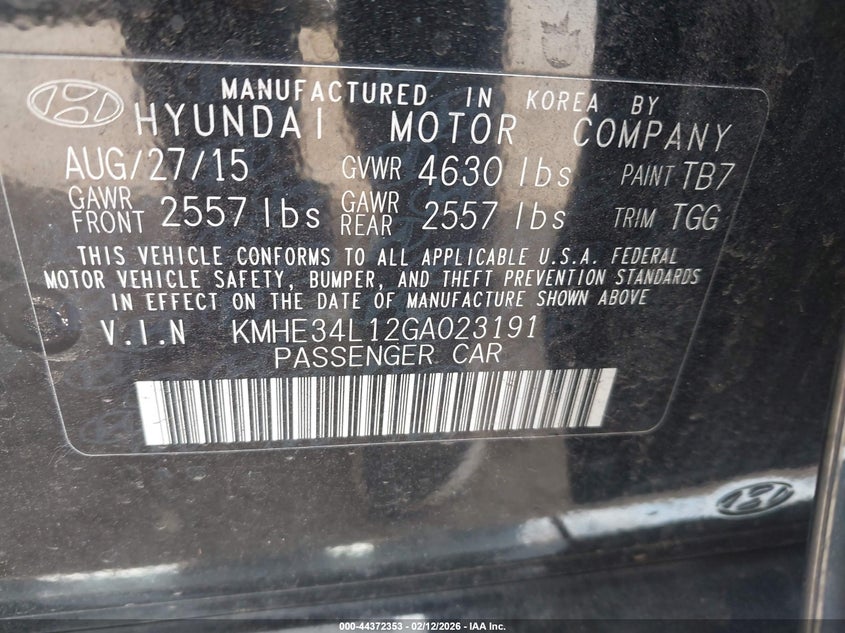 MANUFACTURED IN KOREA BY
HYUNDAI MOTOR COMPANY
AUG/27/15 GVWR 4630 lbs PAINT TB7
GAWR FRONT 2557 lbs GAWR REAR 2557 lbs TRIM TGG
THIS VEHICLE CONFORMS TO ALL APPLICABLE U.S.A. FEDERAL
MOTOR VEHICLE SAFETY, BUMPER, AND THEFT PREVENTION STANDARDS
IN EFFECT ON THE DATE OF MANUFACTURE SHOWN ABOVE
V.I.N KMHE34L12GA023191
PASSENGER CAR
000-44372353 - 02/12/2026 - IAA Inc.